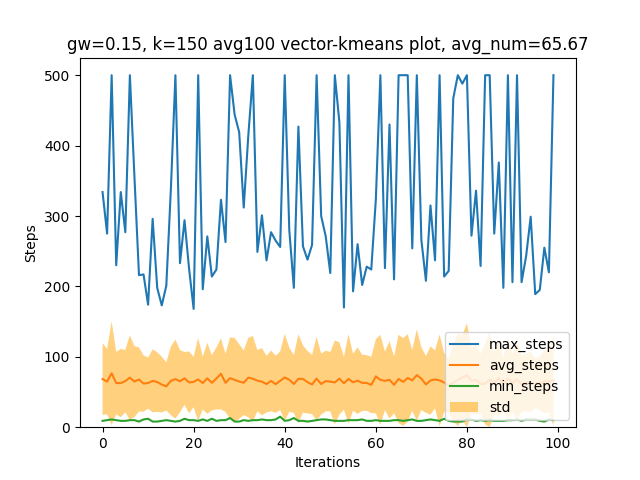 gw=0.15, k=150 avg100 vector-kmeans plot, avg_num=65.67
500
400
300
200
100
0
Steps
max_steps
avg_steps
min_steps
std
0 20 40 60 80 100
Iterations